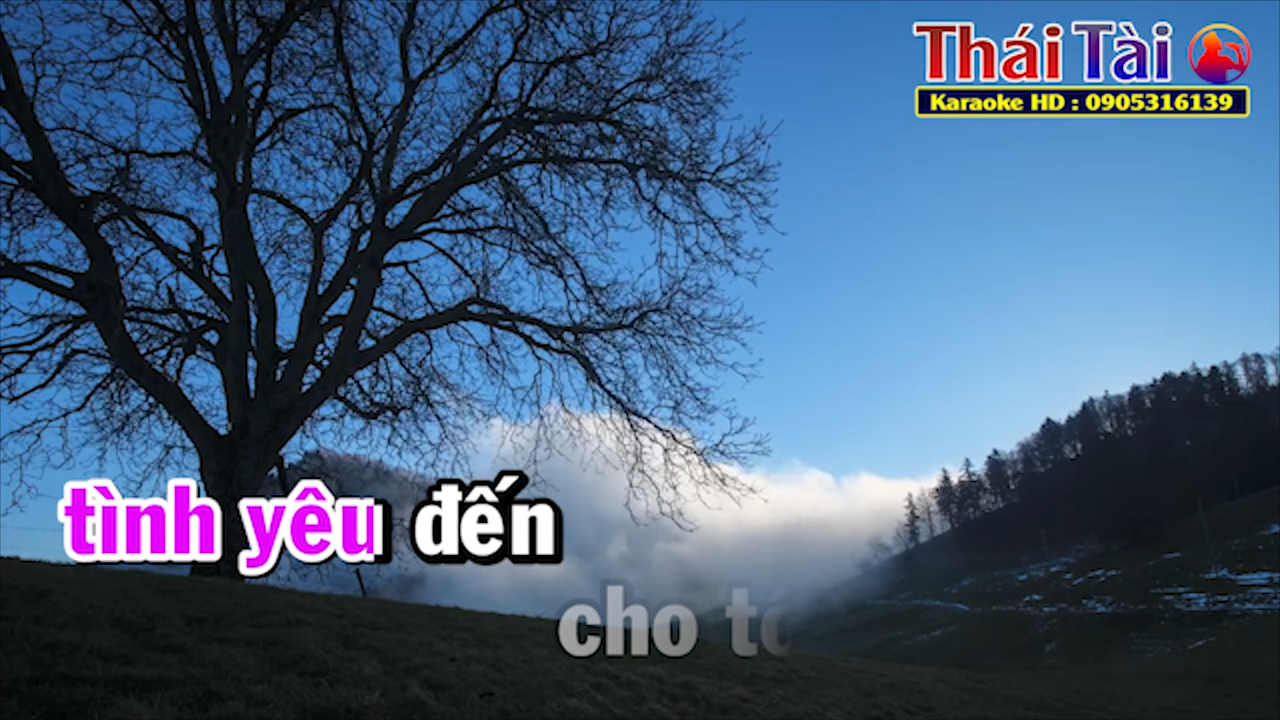 Thái Tài
Karaoke HD : 0905316139
tình yêu đến
cho